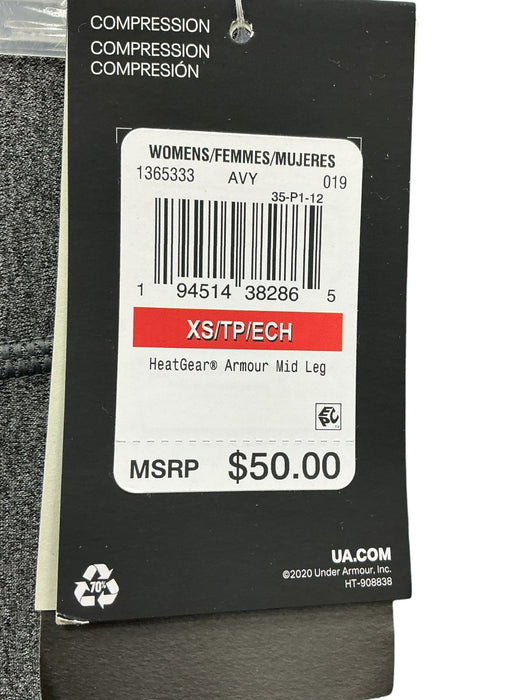 COMPRESSION
COMPRESSION
COMPRESIÓN
WOMENS/FEMMES/MUJERES
1365333 AVY 019
35-P1-12
1 94514 38286 5
XS/TP/ECH
HeatGear® Armour Mid Leg
MSRP $50.00
70%
UA.COM
©2020 Under Armour, Inc.
HT-908838